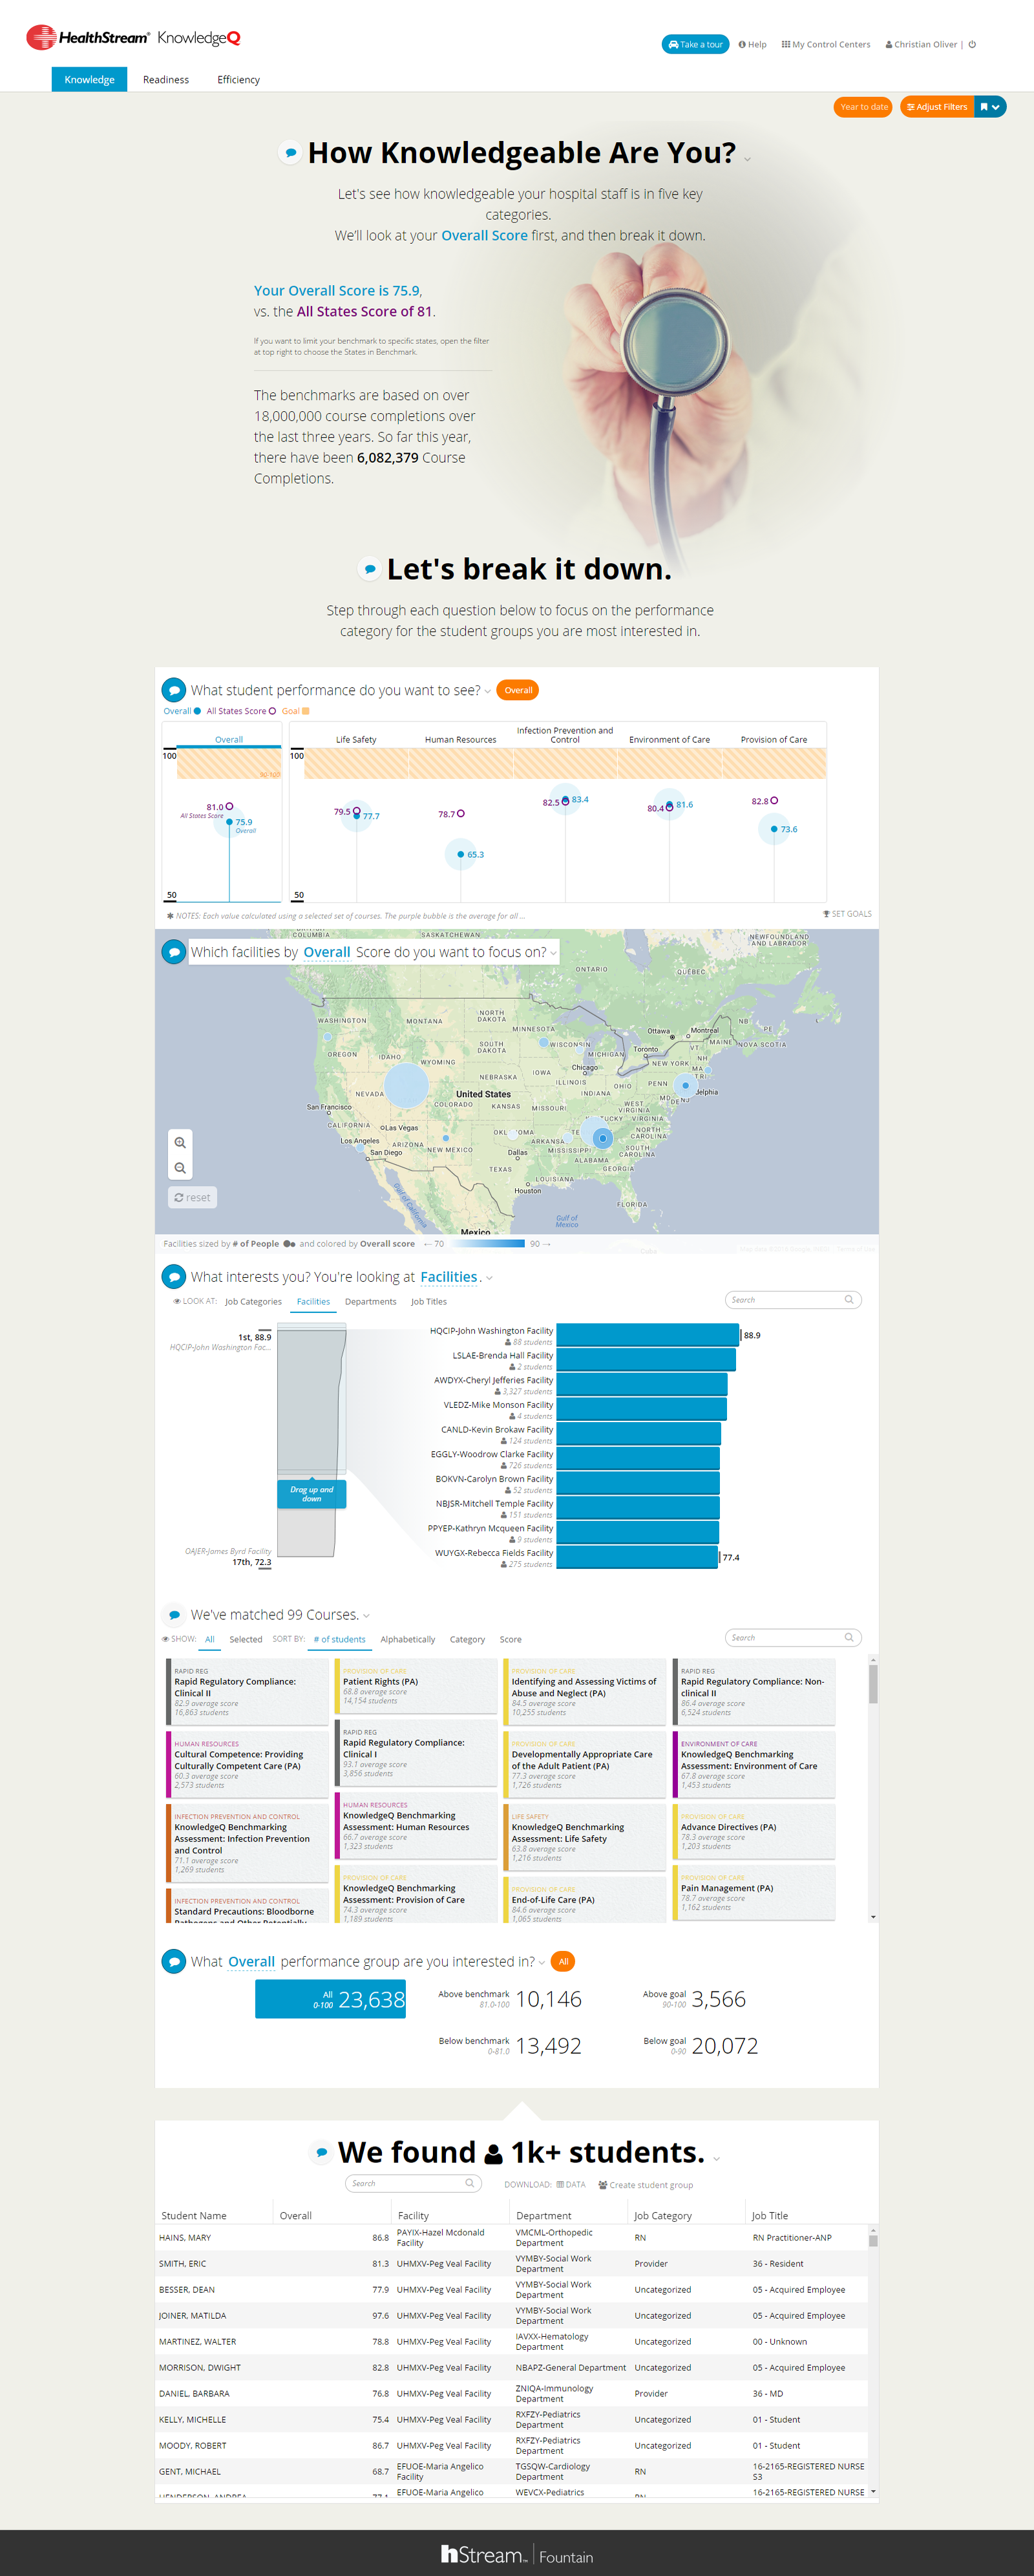 HealthStream® KnowledgeQ
Take a tour
Help
My Control Centers
Christian Oliver |
Knowledge
Readiness
Efficiency
Year to date
Adjust Filters
How Knowledgeable Are You?
Let's see how knowledgeable your hospital staff is in five key
categories.
We'll look at your Overall Score first, and then break it down.
Your Overall Score is 75.9,
vs. the All States Score of 81.
If you want to limit your benchmark to specific states, open the filter
at top right to choose the States in Benchmark.
The benchmarks are based on over
18,000,000 course completions over
the last three years. So far this year,
there have been 6,082,379 Course
Completions.
Let's break it down.
Step through each question below to focus on the performance
category for the student groups you are most interested in.
What student performance do you want to see?
Overall
Overall
All States Score
Goal
Overall
Life Safety
Human Resources
Infection Prevention and
Control
Environment of Care
Provision of Care
100
90-100
100
81.0
All States Score
75.9
Overall
79.5
77.7
78.7
65.3
82.5
83.4
80.4
81.6
82.8
73.6
50
50
✱ NOTES: Each value calculated using a selected set of courses. The purple bubble is the average for all ...
SET GOALS
Which facilities by Overall Score do you want to focus on?
COLUMBIA
SASKATCHEWAN
NEWFOUNDLAND
AND LABRADOR
ONTARIO
QUEBEC
WASHINGTON
MONTANA
NORTH
DAKOTA
MINNESOTA
Ottawa
Montreal
NB
PE
NOVA SCOTIA
MAINE
OREGON
IDAHO
SOUTH
DAKOTA
WISCONSIN
MICHIGAN
Toronto
VT
NH
NEW YORK
MA
WYOMING
NEBRASKA
IOWA
Chicago
ILLINOIS
INDIANA
OHIO
PENN
NEVADA
United States
COLORADO
KANSAS
MISSOURI
WEST
VIRGINIA
VIRGINIA
MD
DE
NJ
delphia
San Francisco
CALIFORNIA
Las Vegas
Los Angeles
San Diego
ARIZONA
NEW MEXICO
OKL
OMA
ARKANSA
TE
UCKY
NORTH
CAROLINA
SOUTH
CAROLINA
Dallas
MISSISSIPPI
ALABAMA
GEORGIA
TEXAS
LOUISIANA
Houston
FLORIDA
Gulf of
California
Gulf of
Mexico
Mexico
Cuba
reset
Facilities sized by # of People and colored by Overall score ←70 90→
What interests you? You're looking at Facilities.
LOOK AT:
Job Categories
Facilities
Departments
Job Titles
Search
1st, 88.9
HQCIP-John Washington Fac...
Drag up and
down
OAJER-James Byrd Facility
17th, 72.3
HQCIP-John Washington Facility
88 students
88.9
LSLAE-Brenda Hall Facility
2 students
AWDYX-Cheryl Jefferies Facility
3,327 students
VLEDZ-Mike Monson Facility
4 students
CANLD-Kevin Brokaw Facility
124 students
EGGLY-Woodrow Clarke Facility
726 students
BOKVN-Carolyn Brown Facility
52 students
NBJSR-Mitchell Temple Facility
151 students
PPYEP-Kathryn Mcqueen Facility
9 students
WUYGX-Rebecca Fields Facility
275 students
77.4
We've matched 99 Courses.
SHOW:
All
Selected
SORT BY:
# of students
Alphabetically
Category
Score
Search
RAPID REG
Rapid Regulatory Compliance:
Clinical II
82.9 average score
16,863 students
PROVISION OF CARE
Patient Rights (PA)
68.8 average score
14,154 students
PROVISION OF CARE
Identifying and Assessing Victims of
Abuse and Neglect (PA)
84.5 average score
10,255 students
RAPID REG
Rapid Regulatory Compliance: Non-
clinical II
86.4 average score
6,524 students
HUMAN RESOURCES
Cultural Competence: Providing
Culturally Competent Care (PA)
60.3 average score
2,573 students
RAPID REG
Rapid Regulatory Compliance:
Clinical I
93.1 average score
3,856 students
PROVISION OF CARE
Developmentally Appropriate Care
of the Adult Patient (PA)
77.3 average score
1,726 students
ENVIRONMENT OF CARE
KnowledgeQ Benchmarking
Assessment: Environment of Care
67.8 average score
1,453 students
INFECTION PREVENTION AND CONTROL
KnowledgeQ Benchmarking
Assessment: Infection Prevention
and Control
71.1 average score
1,269 students
HUMAN RESOURCES
KnowledgeQ Benchmarking
Assessment: Human Resources
66.7 average score
1,323 students
LIFE SAFETY
KnowledgeQ Benchmarking
Assessment: Life Safety
63.8 average score
1,216 students
PROVISION OF CARE
Advance Directives (PA)
78.3 average score
1,203 students
INFECTION PREVENTION AND CONTROL
Standard Precautions: Bloodborne
Pathogens and Other Potentially
PROVISION OF CARE
KnowledgeQ Benchmarking
Assessment: Provision of Care
74.3 average score
1,189 students
PROVISION OF CARE
End-of-Life Care (PA)
84.6 average score
1,065 students
PROVISION OF CARE
Pain Management (PA)
78.7 average score
1,162 students
What Overall performance group are you interested in?
All
All
0-100
23,638
Above benchmark
81.0-100
10,146
Above goal
90-100
3,566
Below benchmark
0-81.0
13,492
Below goal
0-90
20,072
We found 1k+ students.
Search
DOWNLOAD:
DATA
Create student group
Student Name Overall Facility Department Job Category Job Title
HAINS, MARY 86.8 PAYIX-Hazel Mcdonald Facility VMCML-Orthopedic Department RN RN Practitioner-ANP
SMITH, ERIC 81.3 UHMXV-Peg Veal Facility VYMBY-Social Work Department Provider 36 - Resident
BESSER, DEAN 77.9 UHMXV-Peg Veal Facility VYMBY-Social Work Department Uncategorized 05 - Acquired Employee
JOINER, MATILDA 97.6 UHMXV-Peg Veal Facility VYMBY-Social Work Department Uncategorized 05 - Acquired Employee
MARTINEZ, WALTER 78.8 UHMXV-Peg Veal Facility IAVXX-Hematology Department Uncategorized 00 - Unknown
MORRISON, DWIGHT 82.8 UHMXV-Peg Veal Facility NBAPZ-General Department Uncategorized 05 - Acquired Employee
DANIEL, BARBARA 76.8 UHMXV-Peg Veal Facility ZNIQA-Immunology Department Provider 36 - MD
KELLY, MICHELLE 75.4 UHMXV-Peg Veal Facility RXFZY-Pediatrics Department Uncategorized 01 - Student
MOODY, ROBERT 86.7 UHMXV-Peg Veal Facility RXFZY-Pediatrics Department Uncategorized 01 - Student
GENT, MICHAEL 68.7 EFUOE-Maria Angelico Facility TGSQW-Cardiology Department RN 16-2165-REGISTERED NURSE S3
HENDERSON, ANDREA 77.1 EFUOE-Maria Angelico WEVCX-Pediatrics RN 16-2165-REGISTERED NURSE
hStream™ | Fountain